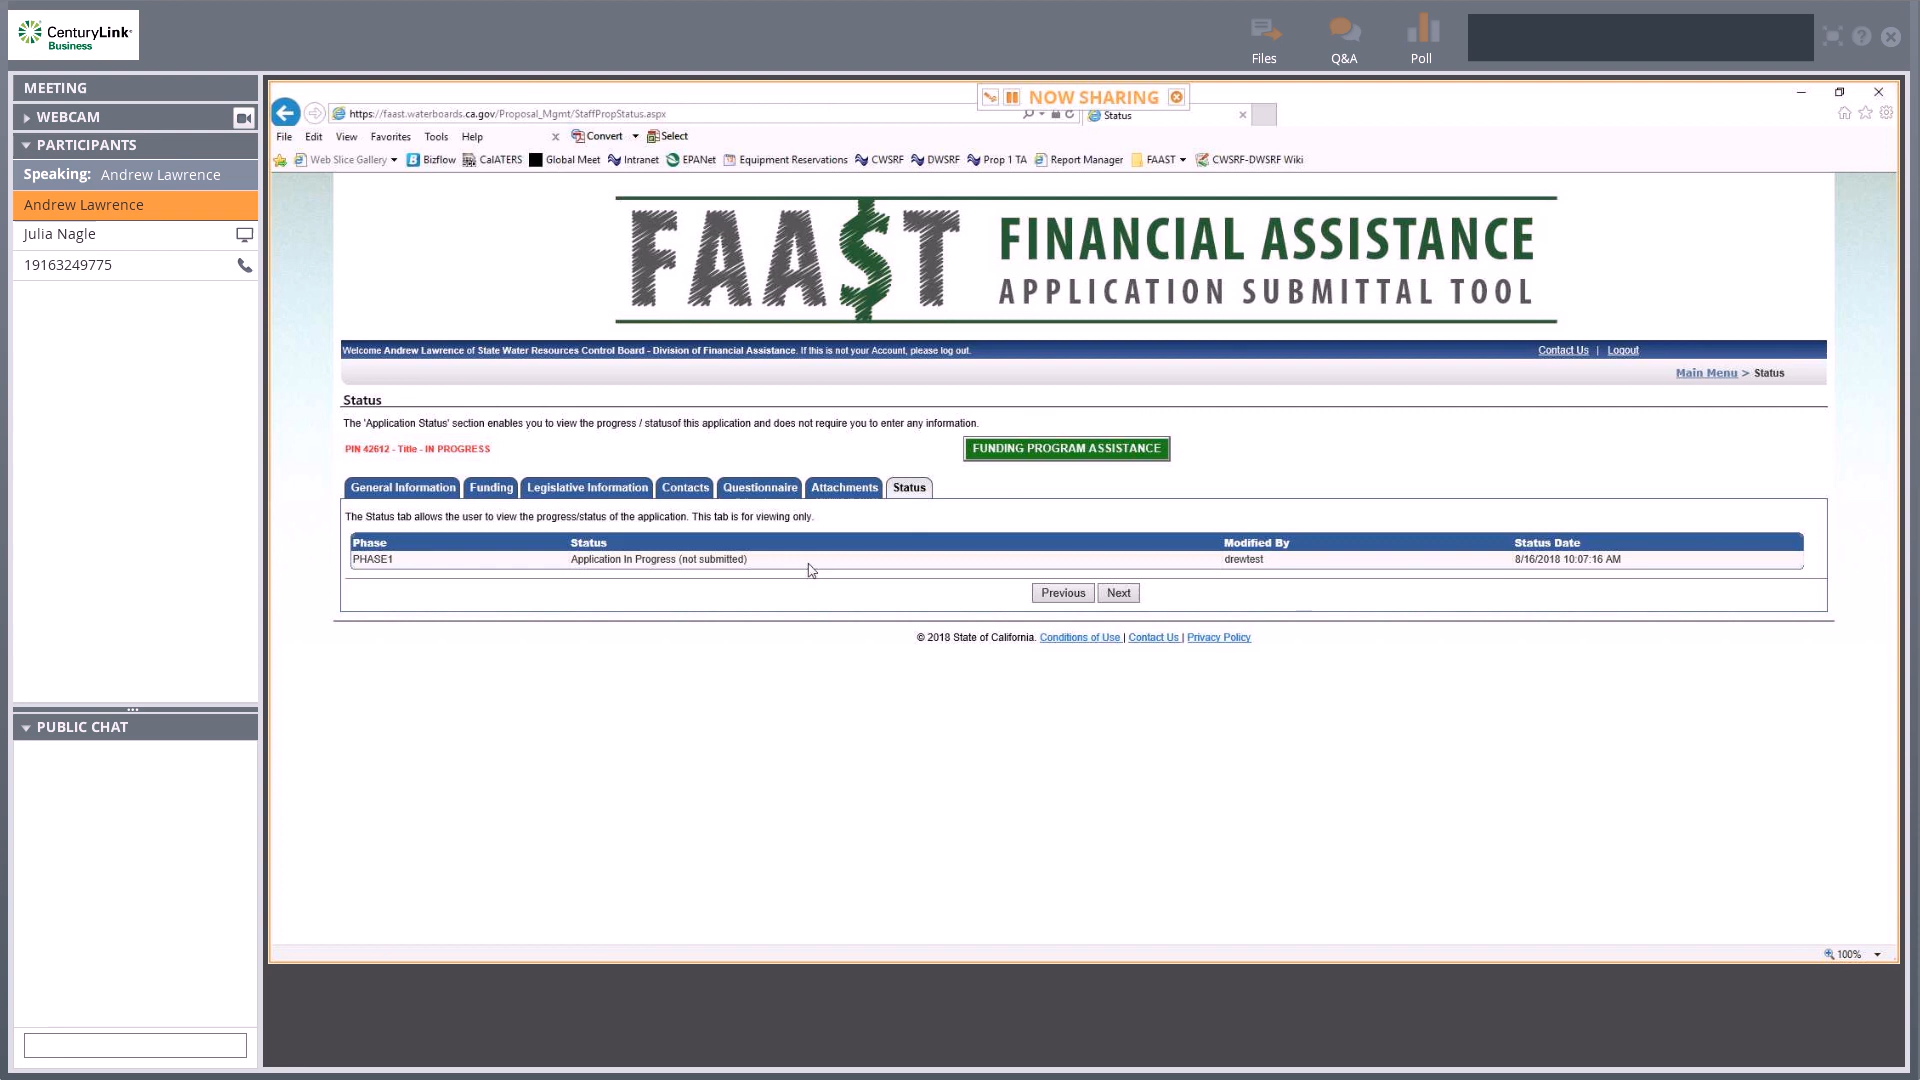 CenturyLink
Business
Files
Q&A
Poll
MEETING
WEBCAM
PARTICIPANTS
Speaking: Andrew Lawrence
Andrew Lawrence
Julia Nagle
19163249775
PUBLIC CHAT
NOW SHARING
https://faast.waterboards.ca.gov/Proposal_Mgmt/StaffPropStatus.aspx
Status
File Edit View Favorites Tools Help
x Convert Select
Web Slice Gallery Bizflow CalATERS Global Meet Intranet EPANet Equipment Reservations CWSRF DWSRF Prop 1 TA Report Manager FAAST CWSRF-DWSRF Wiki
FAA$T FINANCIAL ASSISTANCE
APPLICATION SUBMITTAL TOOL
Welcome Andrew Lawrence of State Water Resources Control Board - Division of Financial Assistance. If this is not your Account, please log out.
Contact Us | Logout
Main Menu > Status
Status
The 'Application Status' section enables you to view the progress / statusof this application and does not require you to enter any information.
PIN 42612 - Title - IN PROGRESS
FUNDING PROGRAM ASSISTANCE
General Information Funding Legislative Information Contacts Questionnaire Attachments Status
The Status tab allows the user to view the progress/status of the application. This tab is for viewing only.
Phase Status Modified By Status Date
PHASE1 Application In Progress (not submitted) drewtest 8/16/2018 10:07:16 AM
Previous Next
© 2018 State of California. Conditions of Use | Contact Us | Privacy Policy
100%